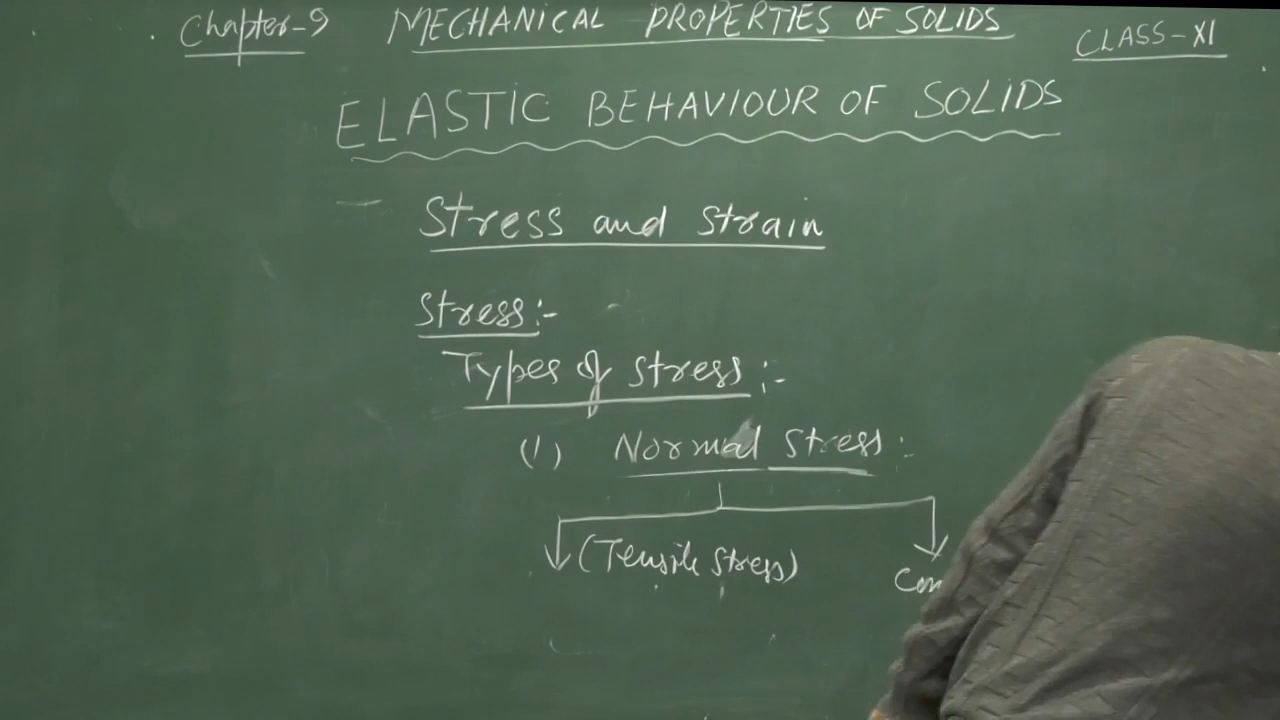 Chapter-9 MECHANICAL PROPERTIES OF SOLIDS CLASS-XI
ELASTIC BEHAVIOUR OF SOLIDS
Stress and Strain
Stress:-
Types of stress:-
(1) Normal stress:
(Tensile stress) Com